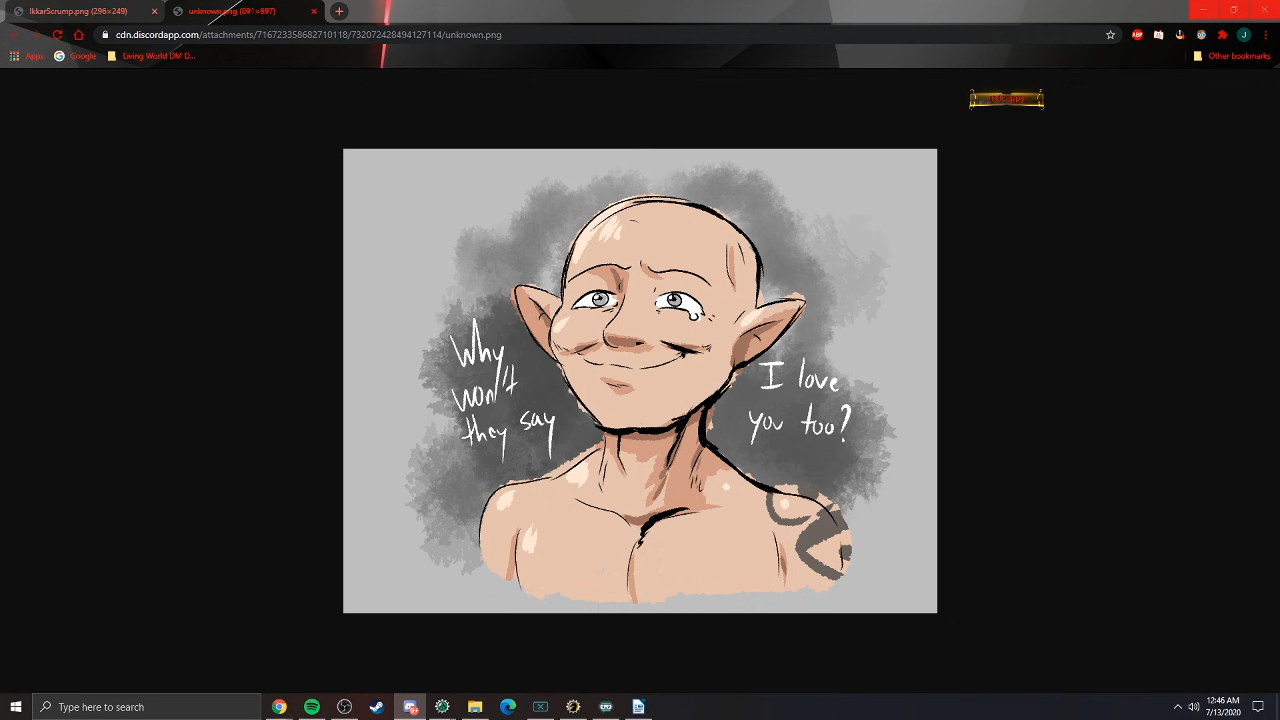 IkkarScrump.png (296×249)
unknown.png (891×697)
cdn.discordapp.com/attachments/716723358682710118/732072428494127114/unknown.png
ABP
J
Apps
Google
Living World DM D...
Other bookmarks
Why
won't
they say
I love
you too?
Type here to search
12:46 AM
7/13/2020